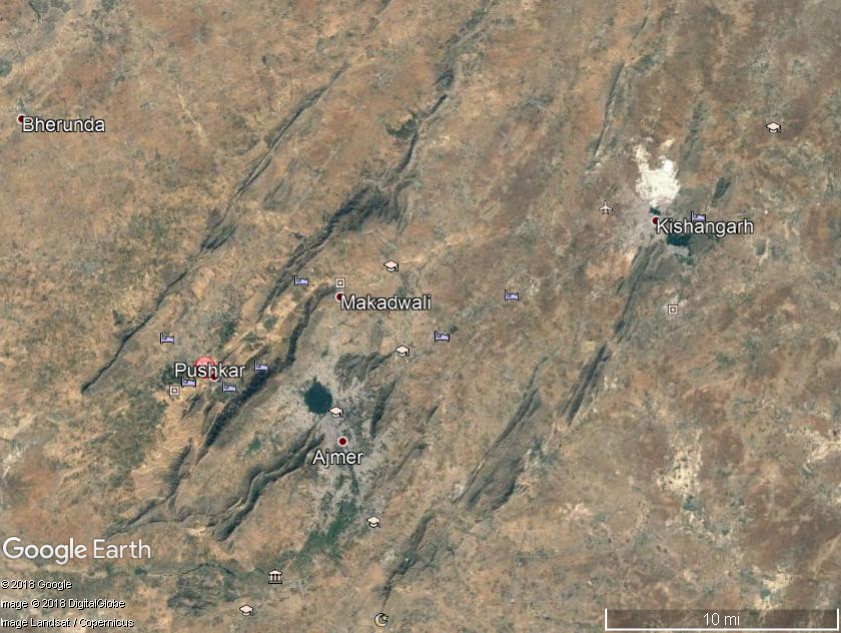 Bherunda
Kishangarh
Makadwali
Pushkar
Ajmer
Google Earth
© 2018 Google
Image © 2018 DigitalGlobe
Image Landsat / Copernicus
10 mi